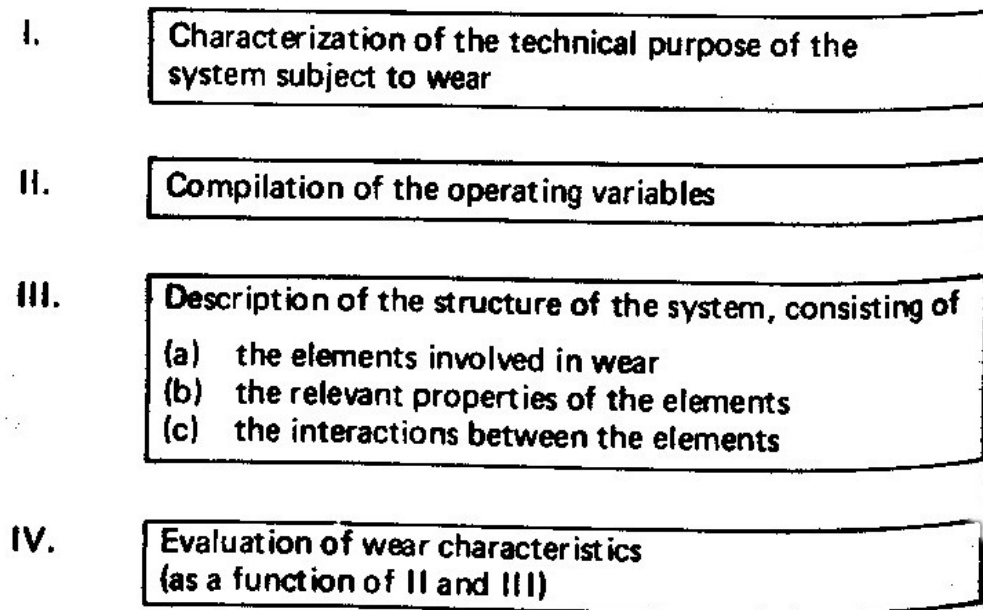 I. Characterization of the technical purpose of the
system subject to wear
II. Compilation of the operating variables
III. Description of the structure of the system, consisting of
(a) the elements involved in wear
(b) the relevant properties of the elements
(c) the interactions between the elements
IV. Evaluation of wear characteristics
(as a function of II and III)